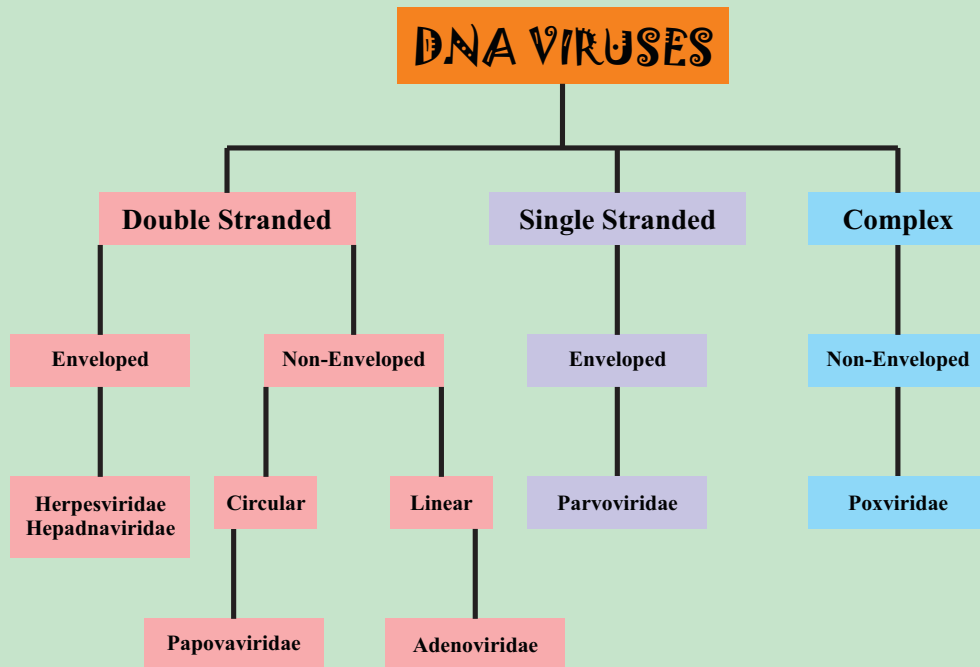 DNA VIRUSES
Double Stranded
Single Stranded
Complex
Enveloped
Non-Enveloped
Enveloped
Non-Enveloped
Herpesviridae
Hepadnaviridae
Circular
Linear
Parvoviridae
Poxviridae
Papovaviridae
Adenoviridae